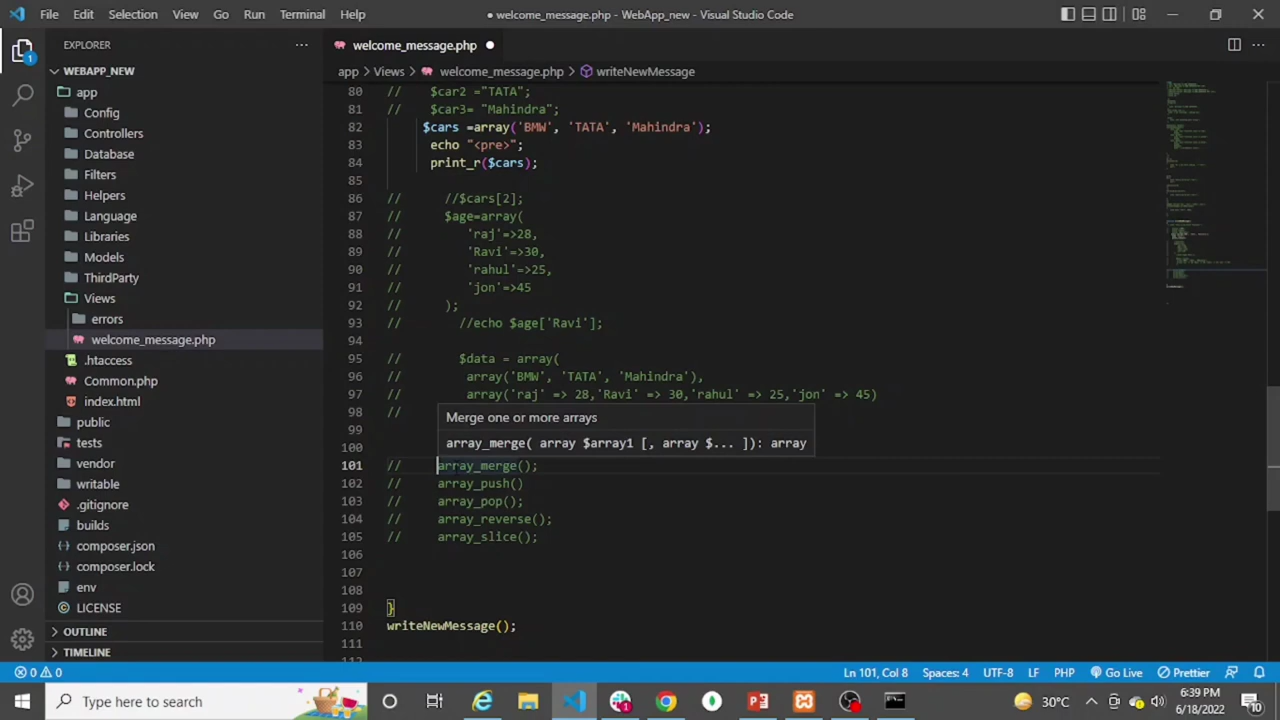 File Edit Selection View Go Run Terminal Help
welcome_message.php - WebApp_new - Visual Studio Code
EXPLORER
WEBAPP_NEW
app
Config
Controllers
Database
Filters
Helpers
Language
Libraries
Models
ThirdParty
Views
errors
welcome_message.php
.htaccess
Common.php
index.html
public
tests
vendor
writable
.gitignore
builds
composer.json
composer.lock
env
LICENSE
OUTLINE
TIMELINE
1
welcome_message.php
app > Views > welcome_message.php > writeNewMessage
80 // $car2 ="TATA";
81 // $car3= "Mahindra";
82 $cars =array('BMW', 'TATA', 'Mahindra');
83 echo "<pre>";
84 print_r($cars);
85
86 // //$cars[2];
87 // $age=array(
88 // 'raj'=>28,
89 // 'Ravi'=>30,
90 // 'rahul'=>25,
91 // 'jon'=>45
92 // );
93 // //echo $age['Ravi'];
94
95 // $data = array(
96 // array('BMW', 'TATA', 'Mahindra'),
97 // array('raj' => 28,'Ravi' => 30,'rahul' => 25,'jon' => 45)
98 //
Merge one or more arrays
99
array_merge( array $array1 [, array $... ]): array
100
101 // array_merge();
102 // array_push()
103 // array_pop();
104 // array_reverse();
105 // array_slice();
106
107
108
109 }
110 writeNewMessage();
111
0 0
Ln 101, Col 8 Spaces: 4 UTF-8 LF PHP Go Live Prettier
Type here to search
1
30°C
6:39 PM
6/18/2022
10